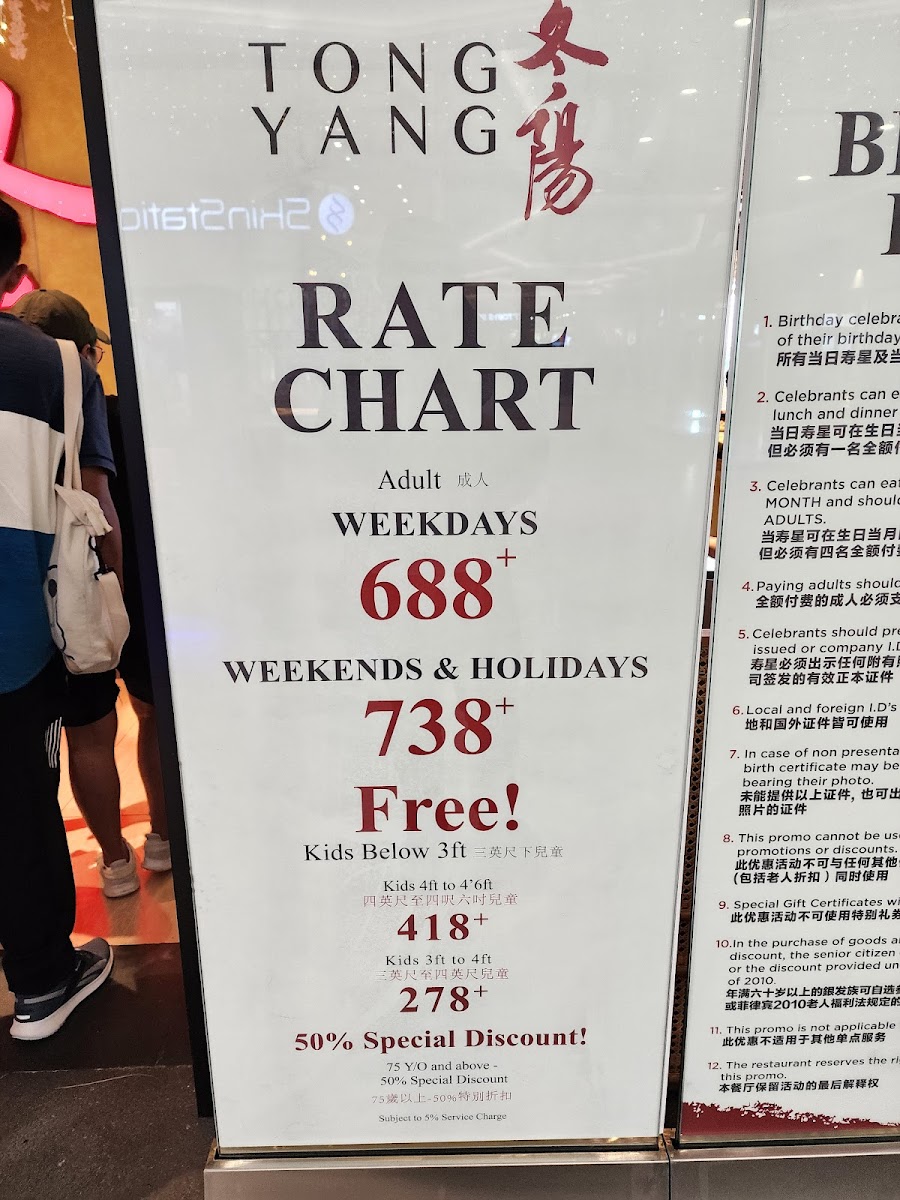 TONG
YANG
冬陽
RATE
CHART
Adult 成人
WEEKDAYS
688+
WEEKENDS & HOLIDAYS
738+
Free!
Kids Below 3ft 三英尺下兒童
Kids 4ft to 4'6ft
四英尺至四呎六吋兒童
418+
Kids 3ft to 4ft
三英尺至四英尺兒童
278+
50% Special Discount!
75 Y/O and above -
50% Special Discount
75歲以上-50%特別折扣
Subject to 5% Service Charge
SkinStatic
1. Birthday celebra
of their birthday
所有当日寿星及当
2. Celebrants can e
lunch and dinner
当日寿星可在生日当
但必须有一名全额付
3. Celebrants can eat
MONTH and should
ADULTS.
当寿星可在生日当月
但必须有四名全额付费
4. Paying adults should
全额付费的成人必须支
5. Celebrants should pre
issued or company I.D
寿星必须出示任何附有
司签发的有效正本证件
6. Local and foreign I.D's
地和国外证件皆可使用
7. In case of non presenta
birth certificate may be
bearing their photo.
未能提供以上证件, 也可出
照片的证件
8. This promo cannot be use
promotions or discounts.
此优惠活动不可与任何其他
(包括老人折扣) 同时使用
9. Special Gift Certificates wi
此优惠活动不可使用特别礼券
10. In the purchase of goods a
discount, the senior citizen
or the discount provided un
of 2010.
年满六十岁以上的銀发族可自选
或菲律宾2010老人福利法规定的
11. This promo is not applicable
此优惠不适用于其他单点服务
12. The restaurant reserves the ri
this promo.
本餐厅保留活动的最后解释权